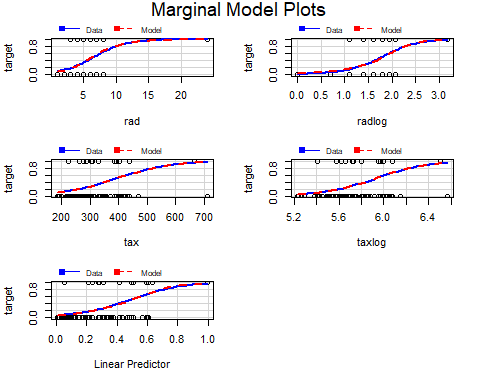 Marginal Model Plots
Data Model
target
0.0 0.8
5 10 15 20
rad
Data Model
target
0.0 0.8
0.0 0.5 1.0 1.5 2.0 2.5 3.0
radlog
Data Model
target
0.0 0.8
200 300 400 500 600 700
tax
Data Model
target
0.0 0.8
5.2 5.6 6.0 6.4
taxlog
Data Model
target
0.0 0.8
0.0 0.2 0.4 0.6 0.8 1.0
Linear Predictor